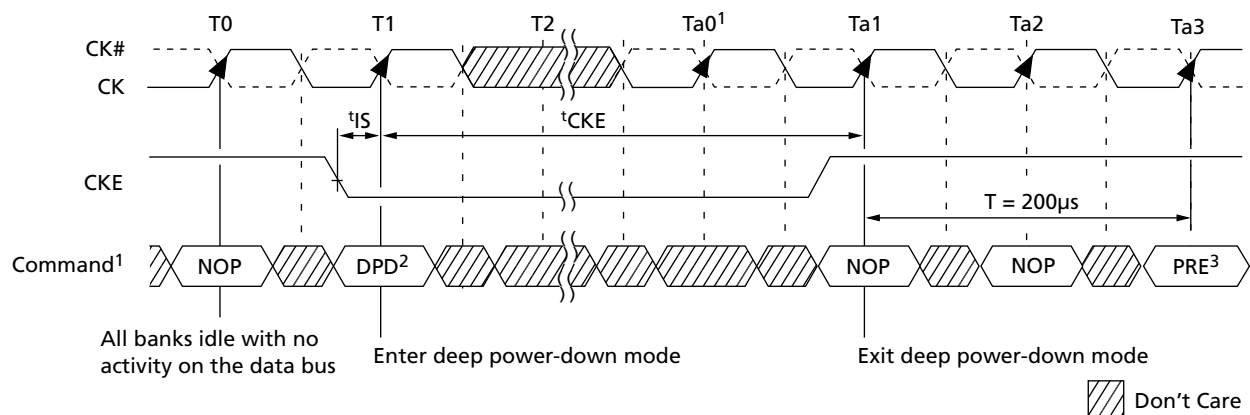 T0 T1 T2 Ta0¹ Ta1 Ta2 Ta3
CK#
CK
ᵗIS ᵗCKE
CKE
T = 200µs
Command¹ NOP DPD² NOP NOP PRE³
All banks idle with no
activity on the data bus
Enter deep power-down mode
Exit deep power-down mode
Don't Care